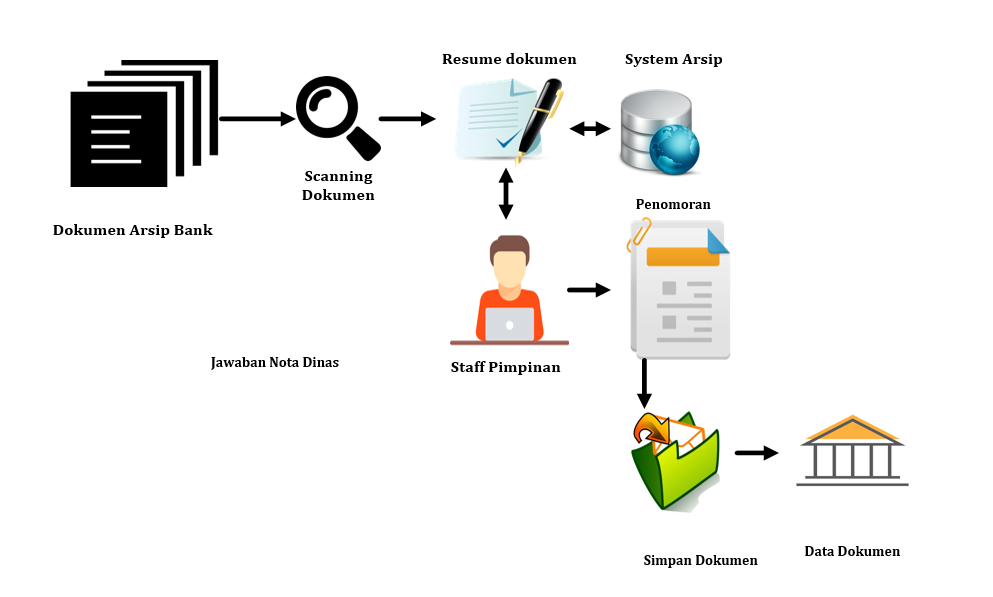 Resume dokumen
System Arsip
Scanning
Dokumen
Penomoran
Dokumen Arsip Bank
Jawaban Nota Dinas
Staff Pimpinan
Simpan Dokumen
Data Dokumen